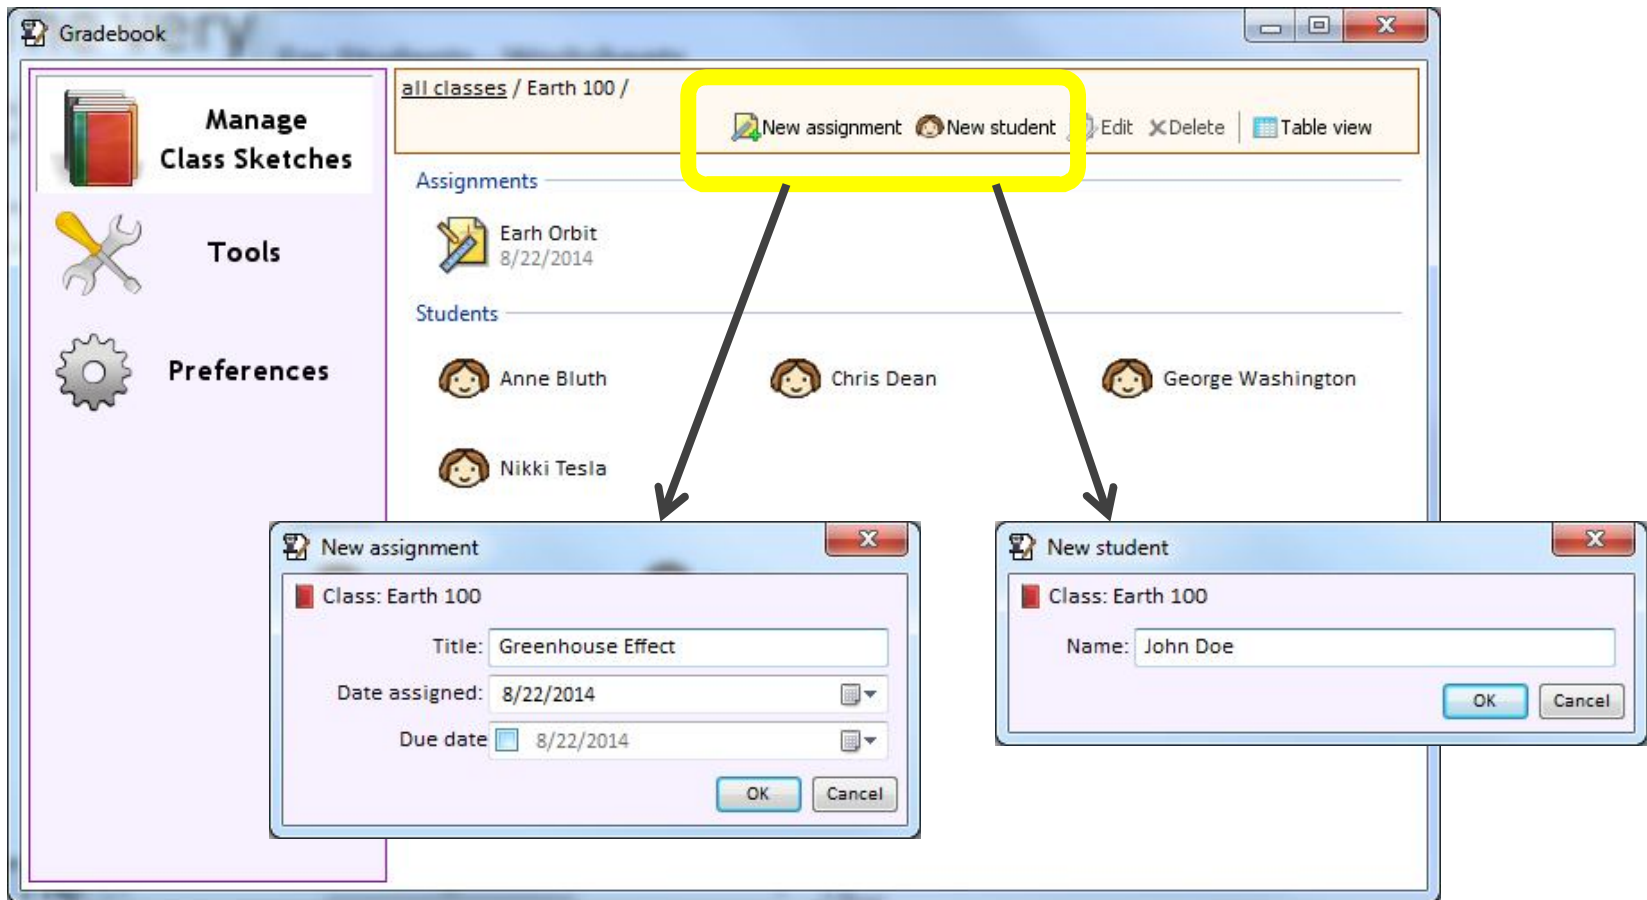 Gradebook
Manage
Class Sketches
Tools
Preferences
all classes / Earth 100 /
New assignment New student Edit Delete Table view
Assignments
Earh Orbit
8/22/2014
Students
Anne Bluth Chris Dean George Washington
Nikki Tesla
New assignment
Class: Earth 100
Title: Greenhouse Effect
Date assigned: 8/22/2014
Due date 8/22/2014
OK Cancel
New student
Class: Earth 100
Name: John Doe
OK Cancel